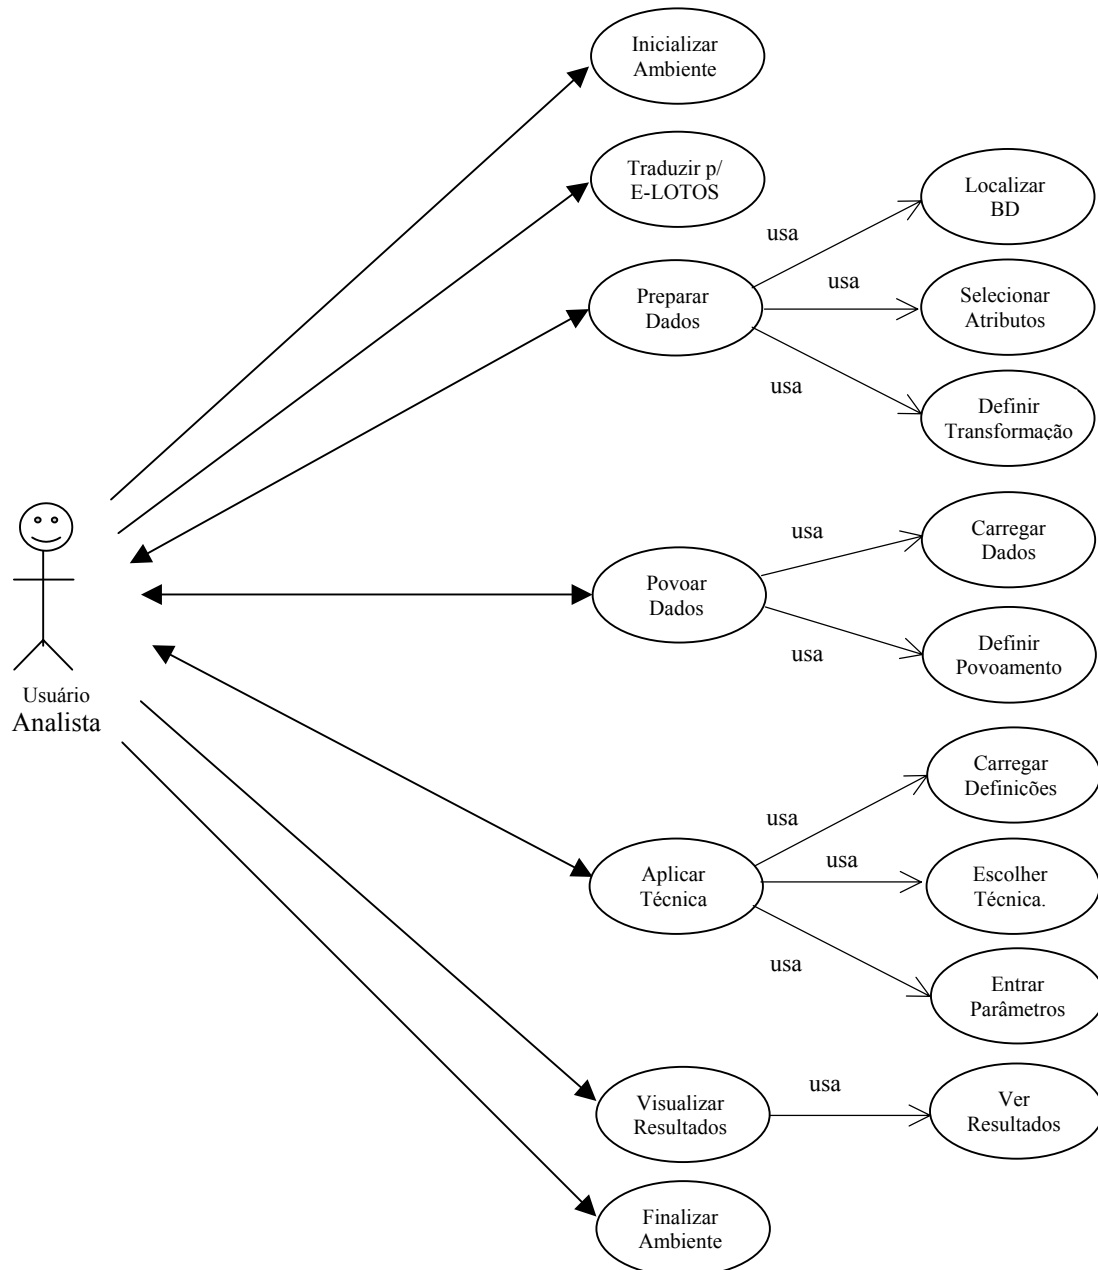 Inicializar
Ambiente
Traduzir p/
E-LOTOS
Localizar
BD
usa
Preparar
Dados
usa
Selecionar
Atributos
usa
Definir
Transformação
Povoar
Dados
usa
Carregar
Dados
usa
Definir
Povoamento
Usuário
Analista
Carregar
Definicões
usa
Aplicar
Técnica
usa
Escolher
Técnica.
usa
Entrar
Parâmetros
Visualizar
Resultados
usa
Ver
Resultados
Finalizar
Ambiente